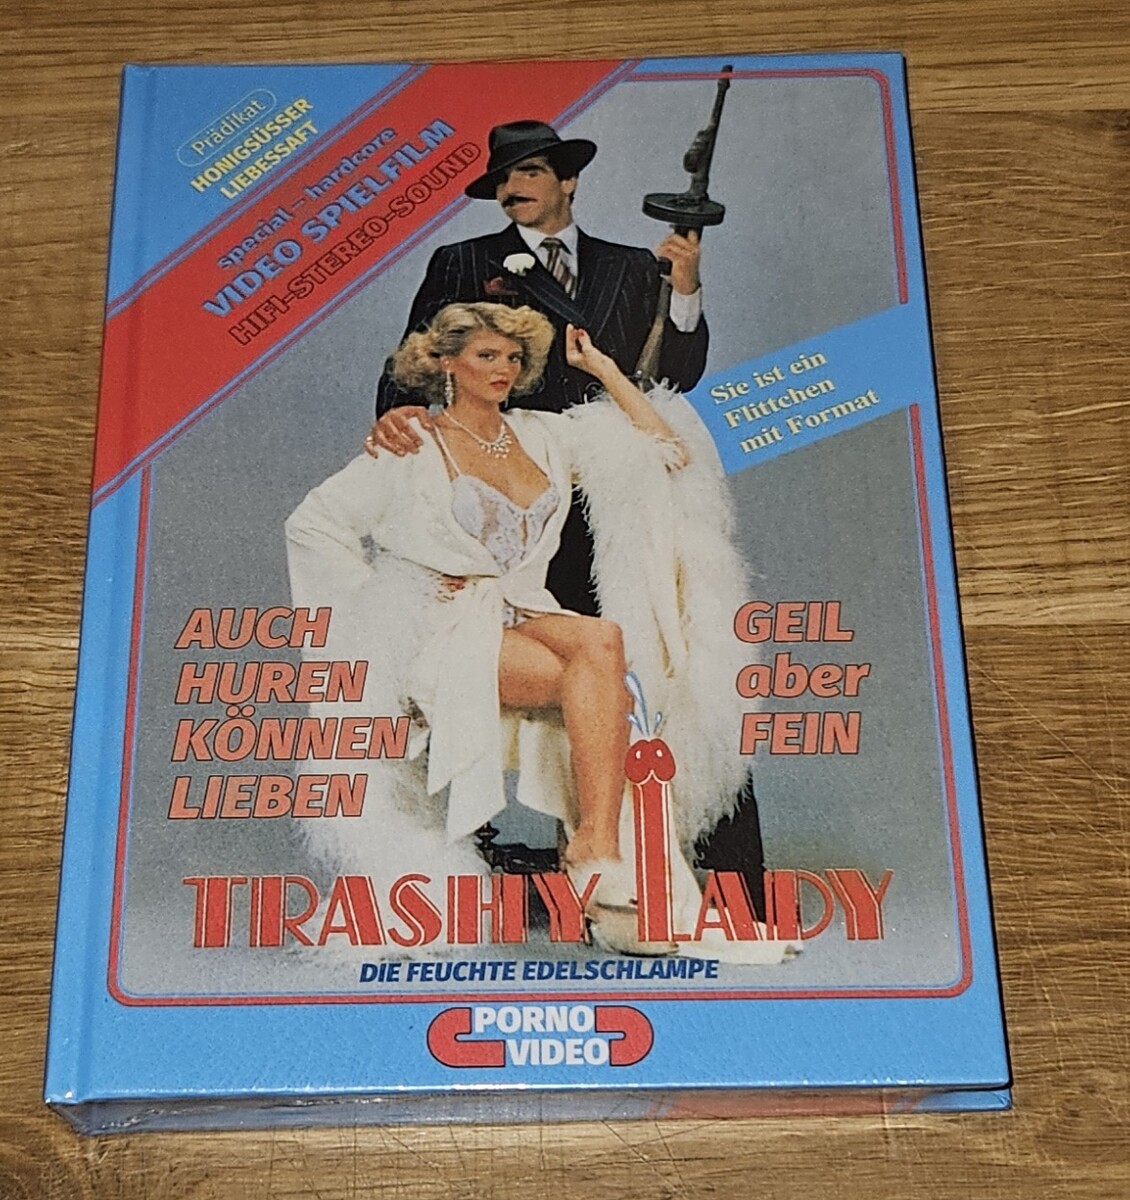 Prädikat
HONIGSÜSSER
LIEBESSAFT
special - hardcore
VIDEO SPIELFILM
HIFI-STEREO-SOUND
Sie ist ein
Flittchen
mit Format
AUCH
HUREN
KÖNNEN
LIEBEN
GEIL
aber
FEIN
TRASHY LADY
DIE FEUCHTE EDELSCHLAMPE
PORNO
VIDEO